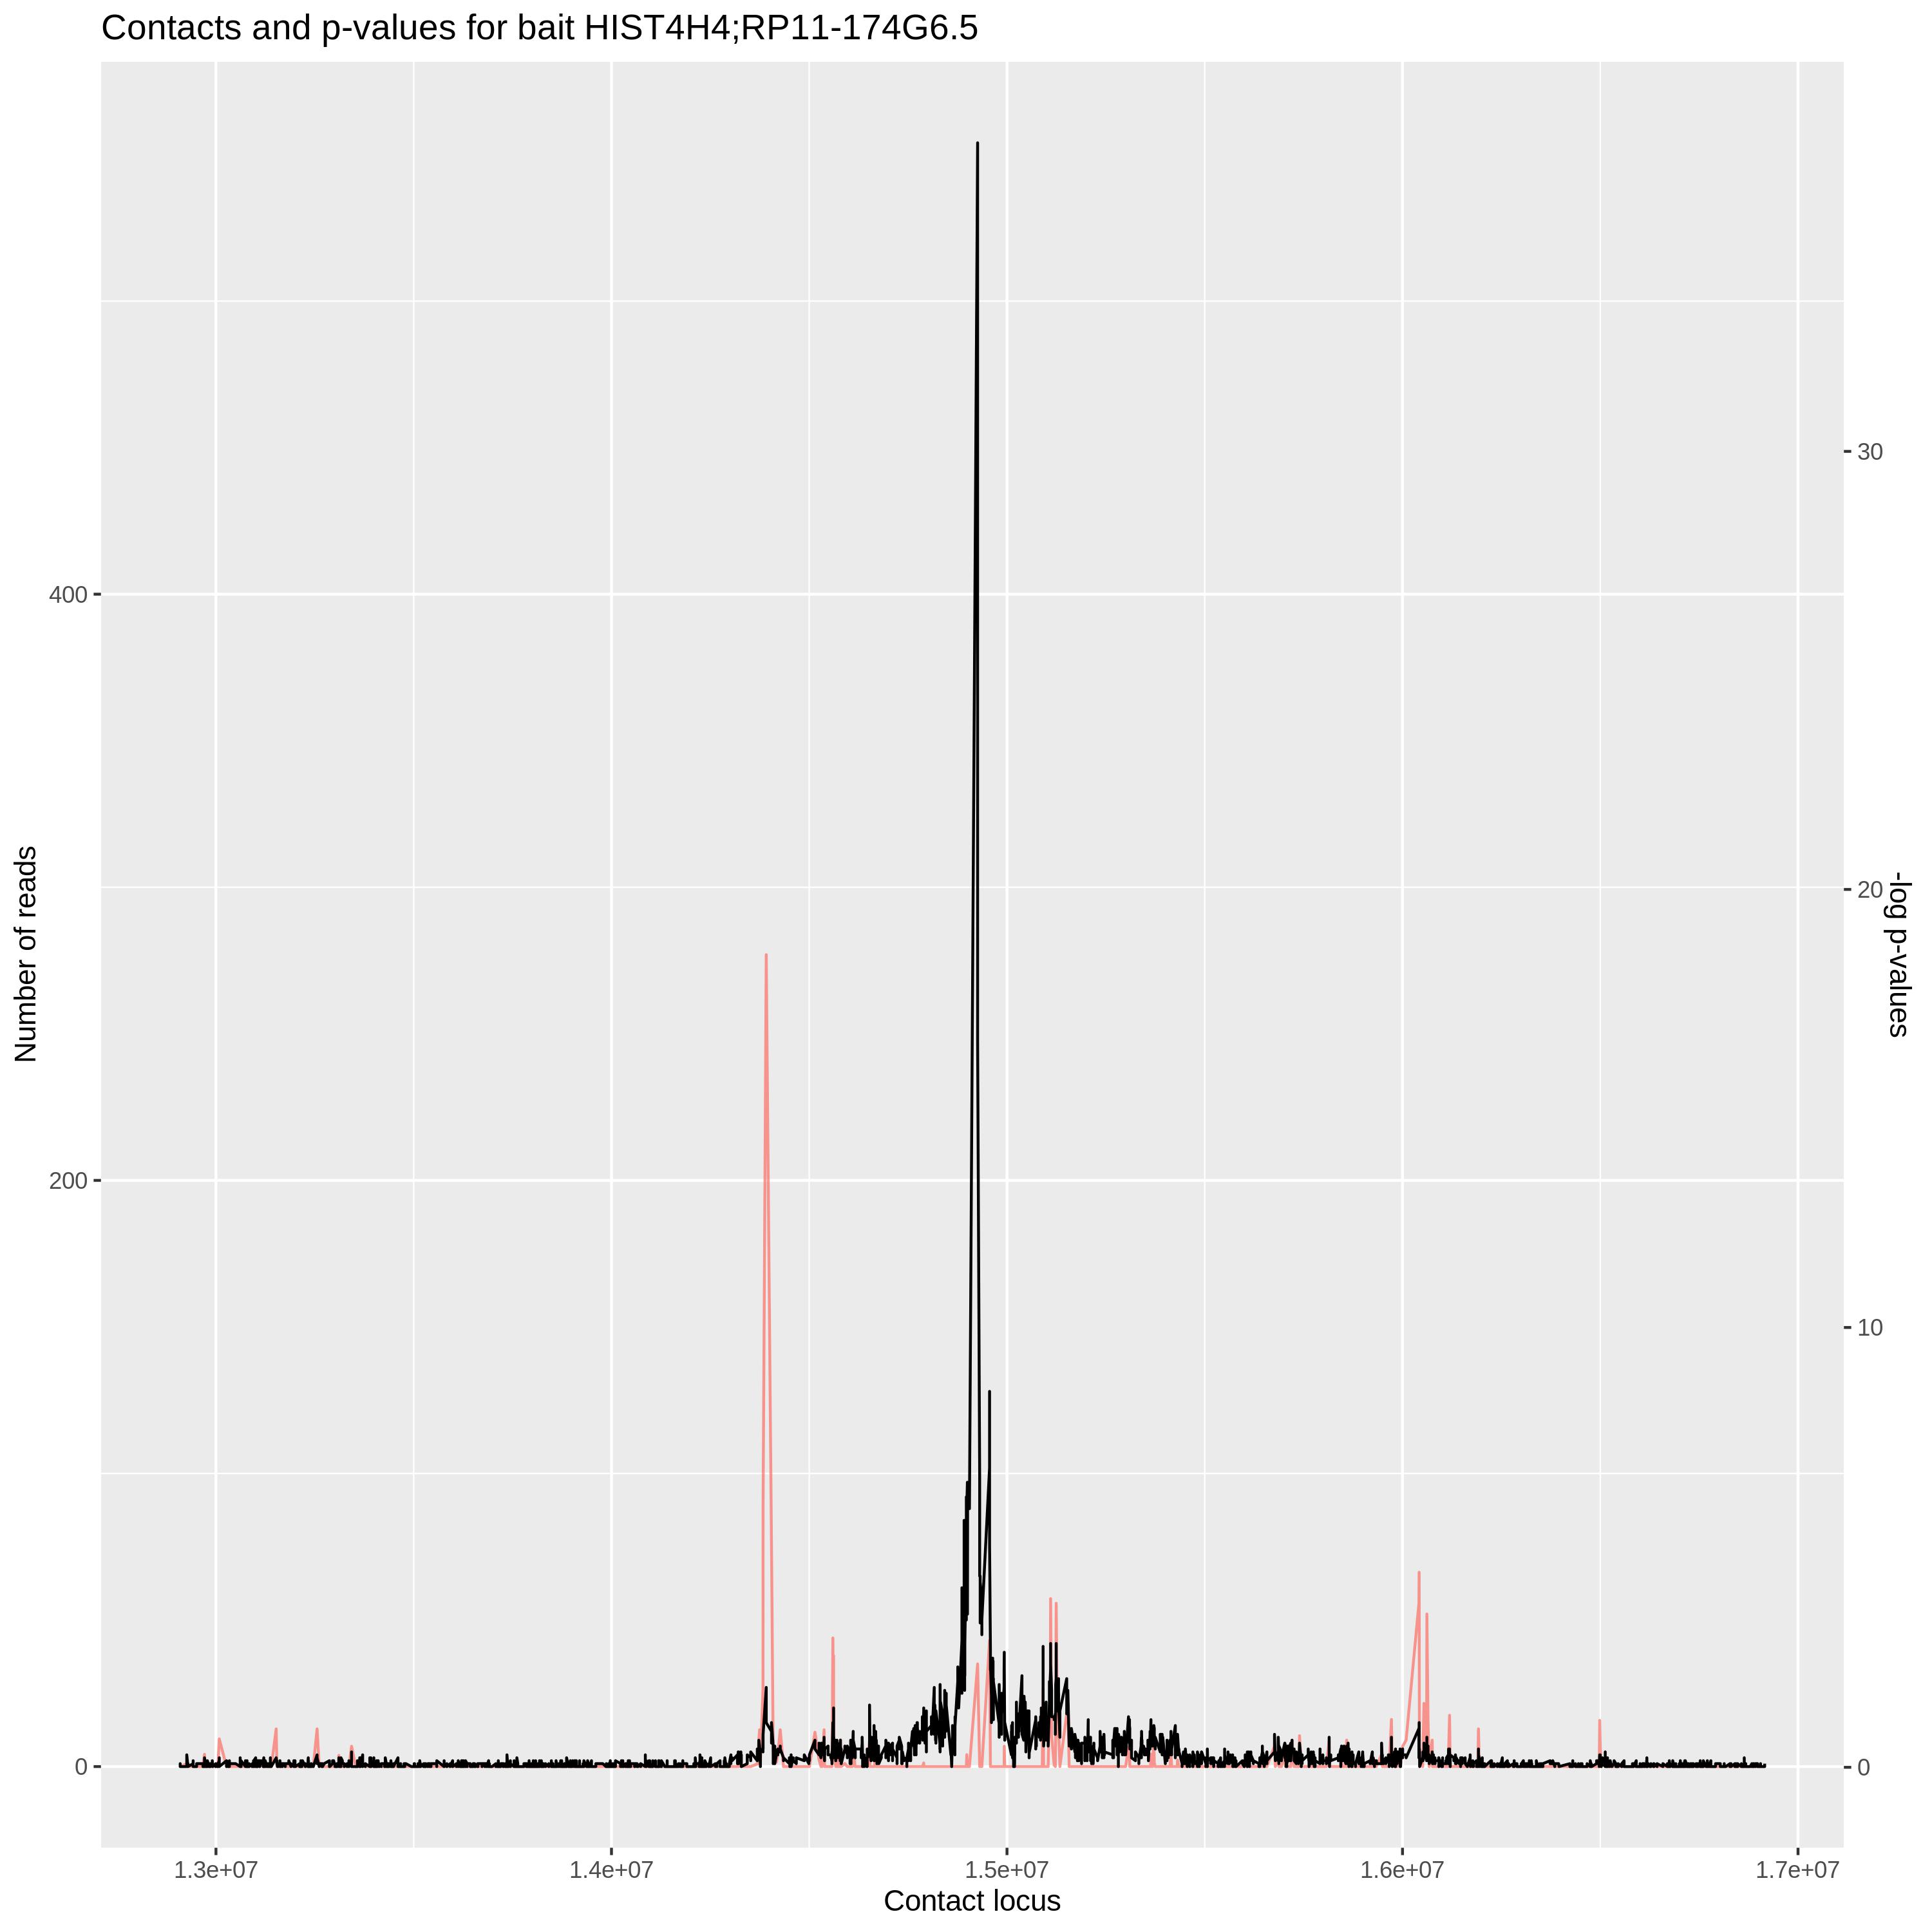 Contacts and p-values for bait HIST4H4;RP11-174G6.5
Number of reads
400
200
0
30
20
10
0
-log p-values
1.3e+07
1.4e+07
1.5e+07
1.6e+07
1.7e+07
Contact locus